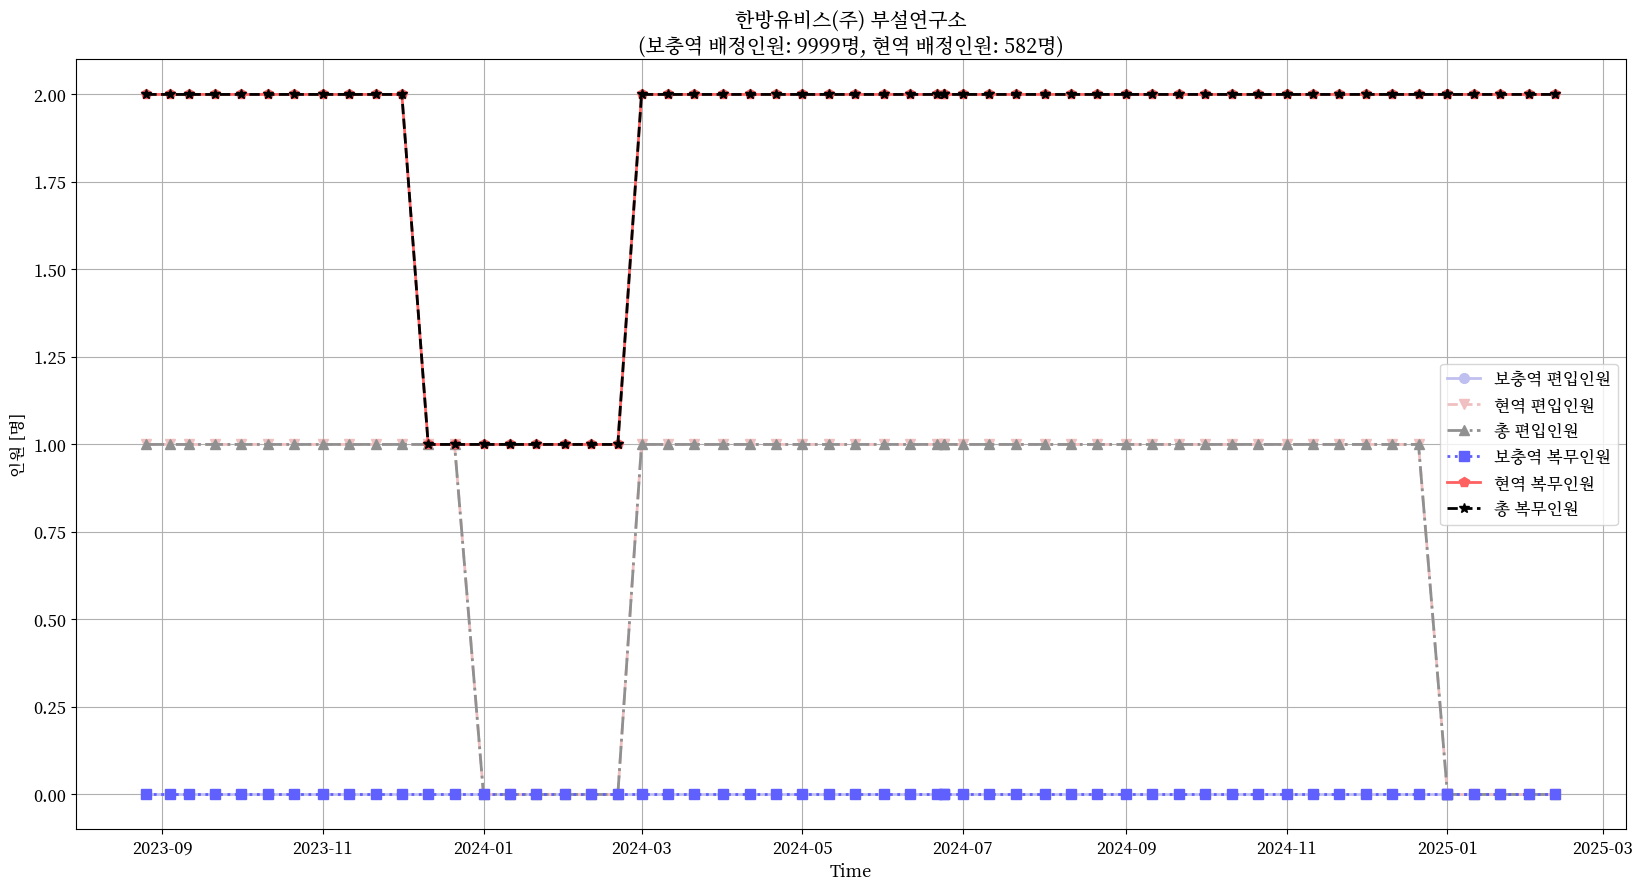 한방유비스(주) 부설연구소
(보충역 배정인원: 9999명, 현역 배정인원: 582명)
인원 [명]
2.00
1.75
1.50
1.25
1.00
0.75
0.50
0.25
0.00
보충역 편입인원
현역 편입인원
총 편입인원
보충역 복무인원
현역 복무인원
총 복무인원
2023-09 2023-11 2024-01 2024-03 2024-05 2024-07 2024-09 2024-11 2025-01 2025-03
Time